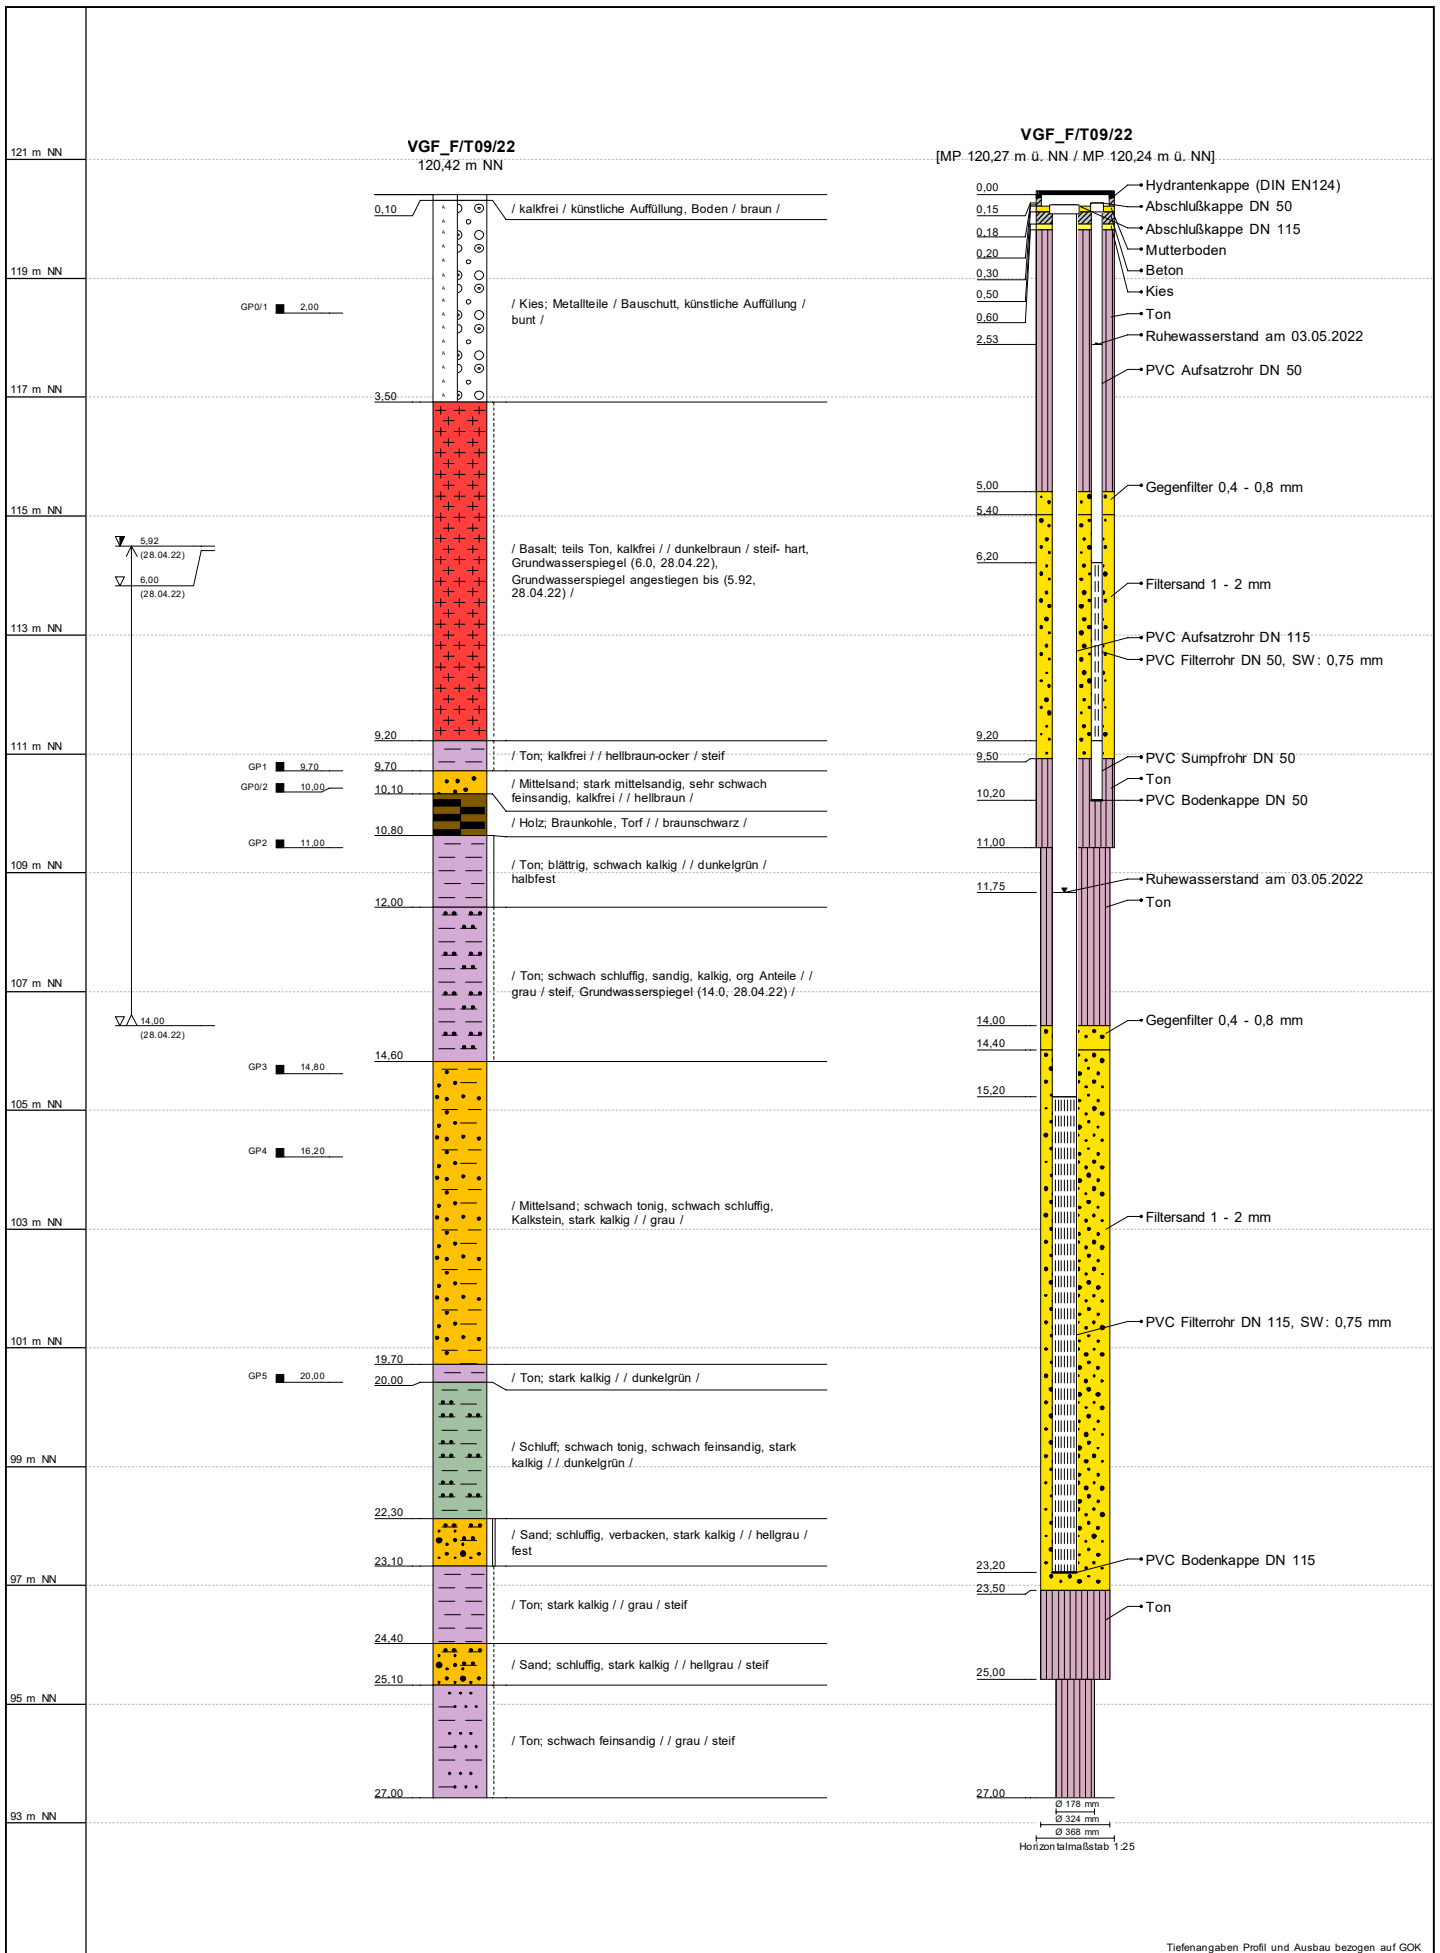 VGF_F/T09/22
120,42 m NN
VGF_F/T09/22
[MP 120,27 m ü. NN / MP 120,24 m ü. NN]
121 m NN
119 m NN
117 m NN
115 m NN
113 m NN
111 m NN
109 m NN
107 m NN
105 m NN
103 m NN
101 m NN
99 m NN
97 m NN
95 m NN
93 m NN
5,92
(28.04.22)
6,00
(28.04.22)
14,00
(28.04.22)
GP0/1 2,00
GP1 9,70
GP0/2 10,00
GP2 11,00
GP3 14,80
GP4 16,20
GP5 20,00
0,10
3,50
9,20
9,70
10,10
10,80
12,00
14,60
19,70
20,00
22,30
23,10
24,40
25,10
27,00
/ kalkfrei / künstliche Auffüllung, Boden / braun /
/ Kies; Metallteile / Bauschutt, künstliche Auffüllung /
bunt /
/ Basalt; teils Ton, kalkfrei / / dunkelbraun / steif- hart,
Grundwasserspiegel (6.0, 28.04.22),
Grundwasserspiegel angestiegen bis (5.92,
28.04.22) /
/ Ton; kalkfrei / / hellbraun-ocker / steif
/ Mittelsand; stark mittelsandig, sehr schwach
feinsandig, kalkfrei / / hellbraun /
/ Holz; Braunkohle, Torf / / braunschwarz /
/ Ton; blättrig, schwach kalkig / / dunkelgrün /
halbfest
/ Ton; schwach schluffig, sandig, kalkig, org Anteile / /
grau / steif, Grundwasserspiegel (14.0, 28.04.22) /
/ Mittelsand; schwach tonig, schwach schluffig,
Kalkstein, stark kalkig / / grau /
/ Ton; stark kalkig / / dunkelgrün /
/ Schluff; schwach tonig, schwach feinsandig, stark
kalkig / / dunkelgrün /
/ Sand; schluffig, verbacken, stark kalkig / / hellgrau /
fest
/ Ton; stark kalkig / / grau / steif
/ Sand; schluffig, stark kalkig / / hellgrau / steif
/ Ton; schwach feinsandig / / grau / steif
0,00
0,15
0,18
0,20
0,30
0,50
0,60
2,53
5,00
5,40
6,20
9,20
9,50
10,20
11,00
11,75
14,00
14,40
15,20
23,20
23,50
25,00
27,00
Hydrantenkappe (DIN EN124)
Abschlußkappe DN 50
Abschlußkappe DN 115
Mutterboden
Beton
Kies
Ton
Ruhewasserstand am 03.05.2022
PVC Aufsatzrohr DN 50
Gegenfilter 0,4 - 0,8 mm
Filtersand 1 - 2 mm
PVC Aufsatzrohr DN 115
PVC Filterrohr DN 50, SW: 0,75 mm
PVC Sumpfrohr DN 50
Ton
PVC Bodenkappe DN 50
Ruhewasserstand am 03.05.2022
Ton
Gegenfilter 0,4 - 0,8 mm
Filtersand 1 - 2 mm
PVC Filterrohr DN 115, SW: 0,75 mm
PVC Bodenkappe DN 115
Ton
Ø 178 mm
Ø 324 mm
Ø 368 mm
Horizontalmaßstab 1:25
Tiefenangaben Profil und Ausbau bezogen auf GOK